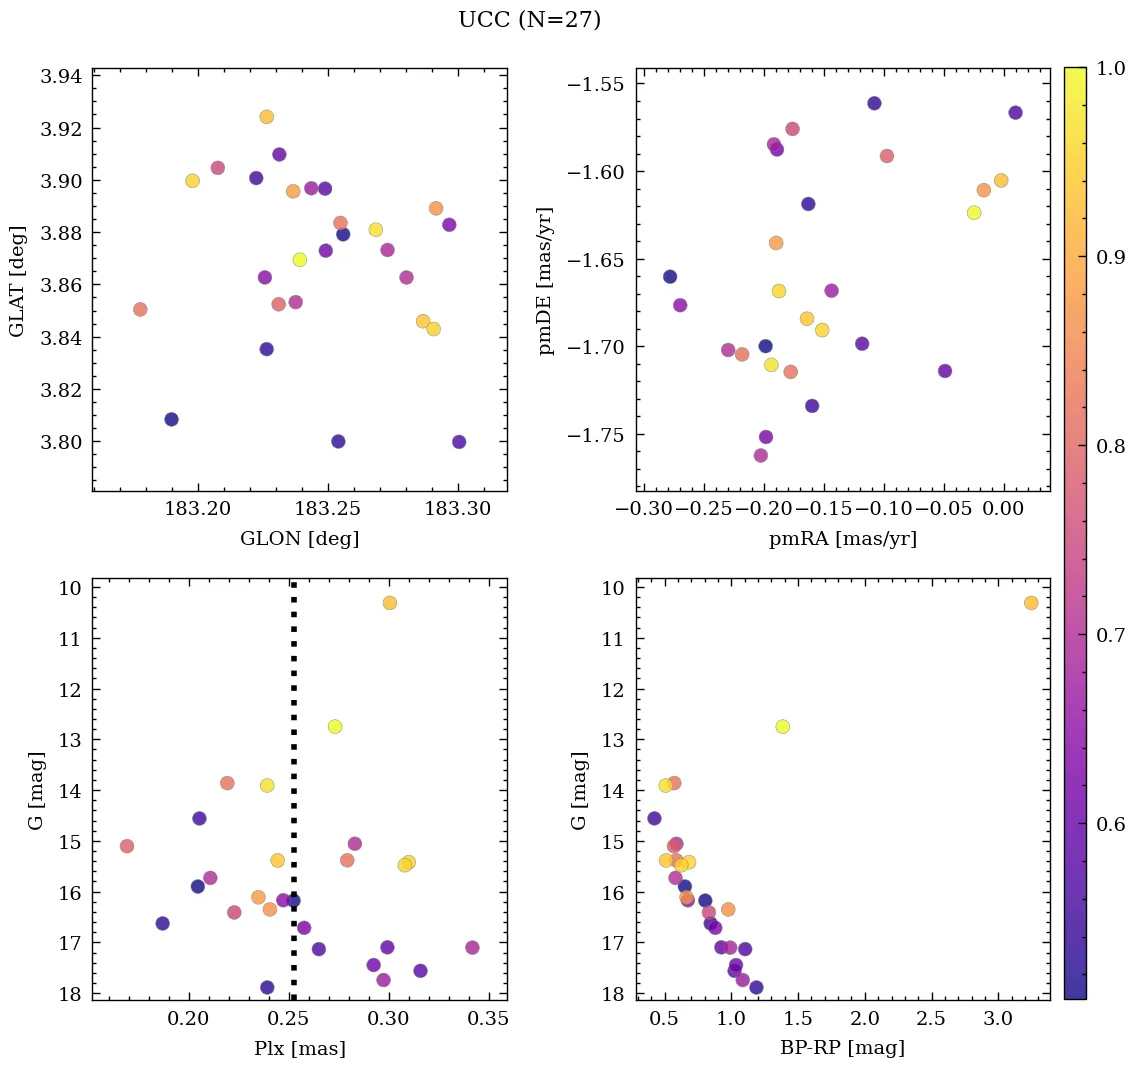 UCC (N=27)
3.94
3.92
3.90
3.88
3.86
3.84
3.82
3.80
GLAT [deg]
183.20 183.25 183.30
GLON [deg]
−1.55
−1.60
−1.65
−1.70
−1.75
pmDE [mas/yr]
−0.30 −0.25 −0.20 −0.15 −0.10 −0.05 0.00
pmRA [mas/yr]
1.0
0.9
0.8
0.7
0.6
10
11
12
13
14
15
16
17
18
G [mag]
0.20 0.25 0.30 0.35
Plx [mas]
10
11
12
13
14
15
16
17
18
G [mag]
0.5 1.0 1.5 2.0 2.5 3.0
BP-RP [mag]